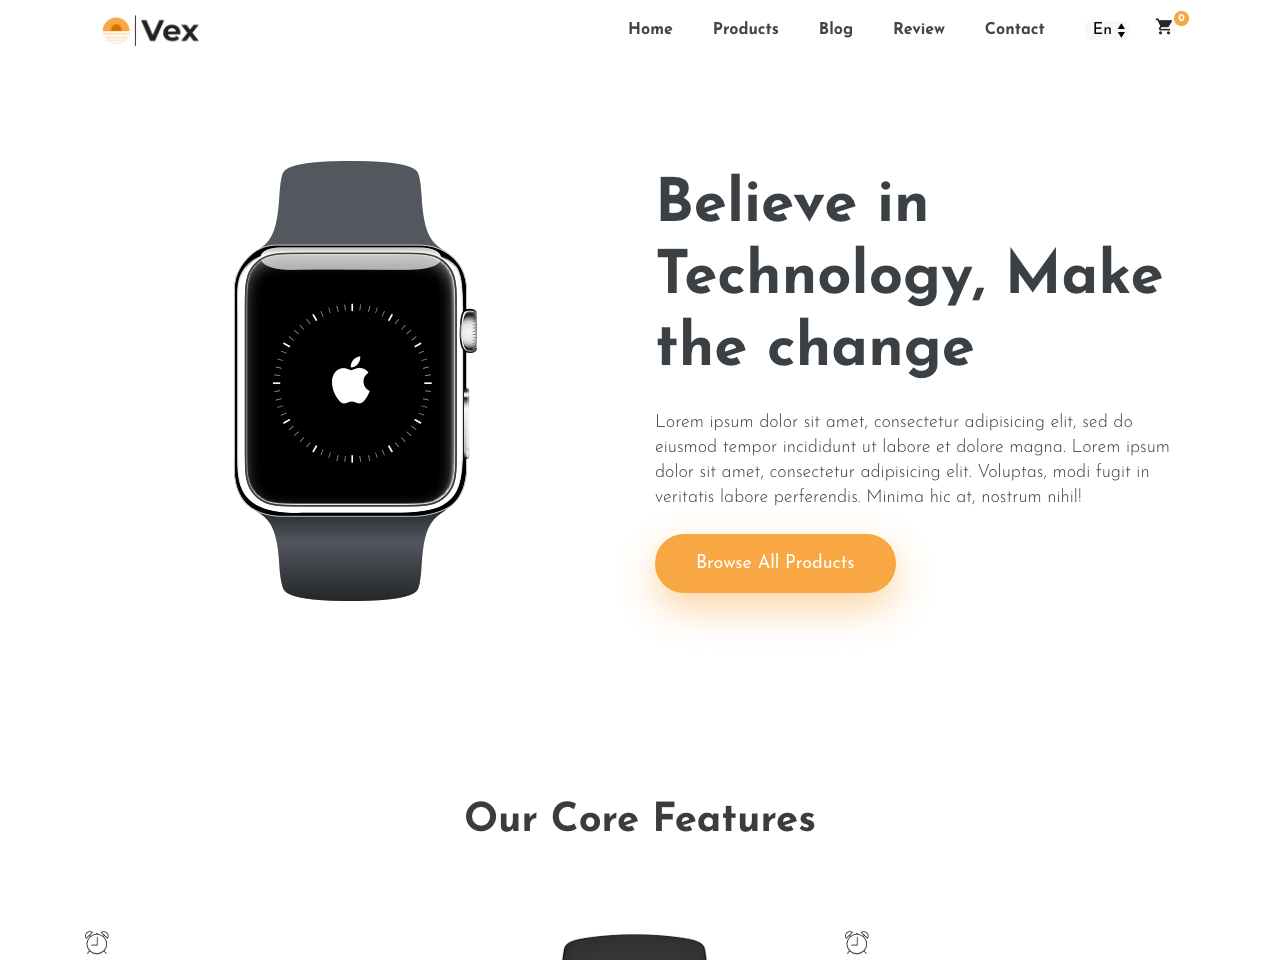 Vex
Home
Products
Blog
Review
Contact
En
0
Believe in
Technology, Make
the change
Lorem ipsum dolor sit amet, consectetur adipisicing elit, sed do
eiusmod tempor incididunt ut labore et dolore magna. Lorem ipsum
dolor sit amet, consectetur adipisicing elit. Voluptas, modi fugit in
veritatis labore perferendis. Minima hic at, nostrum nihil!
Browse All Products
Our Core Features